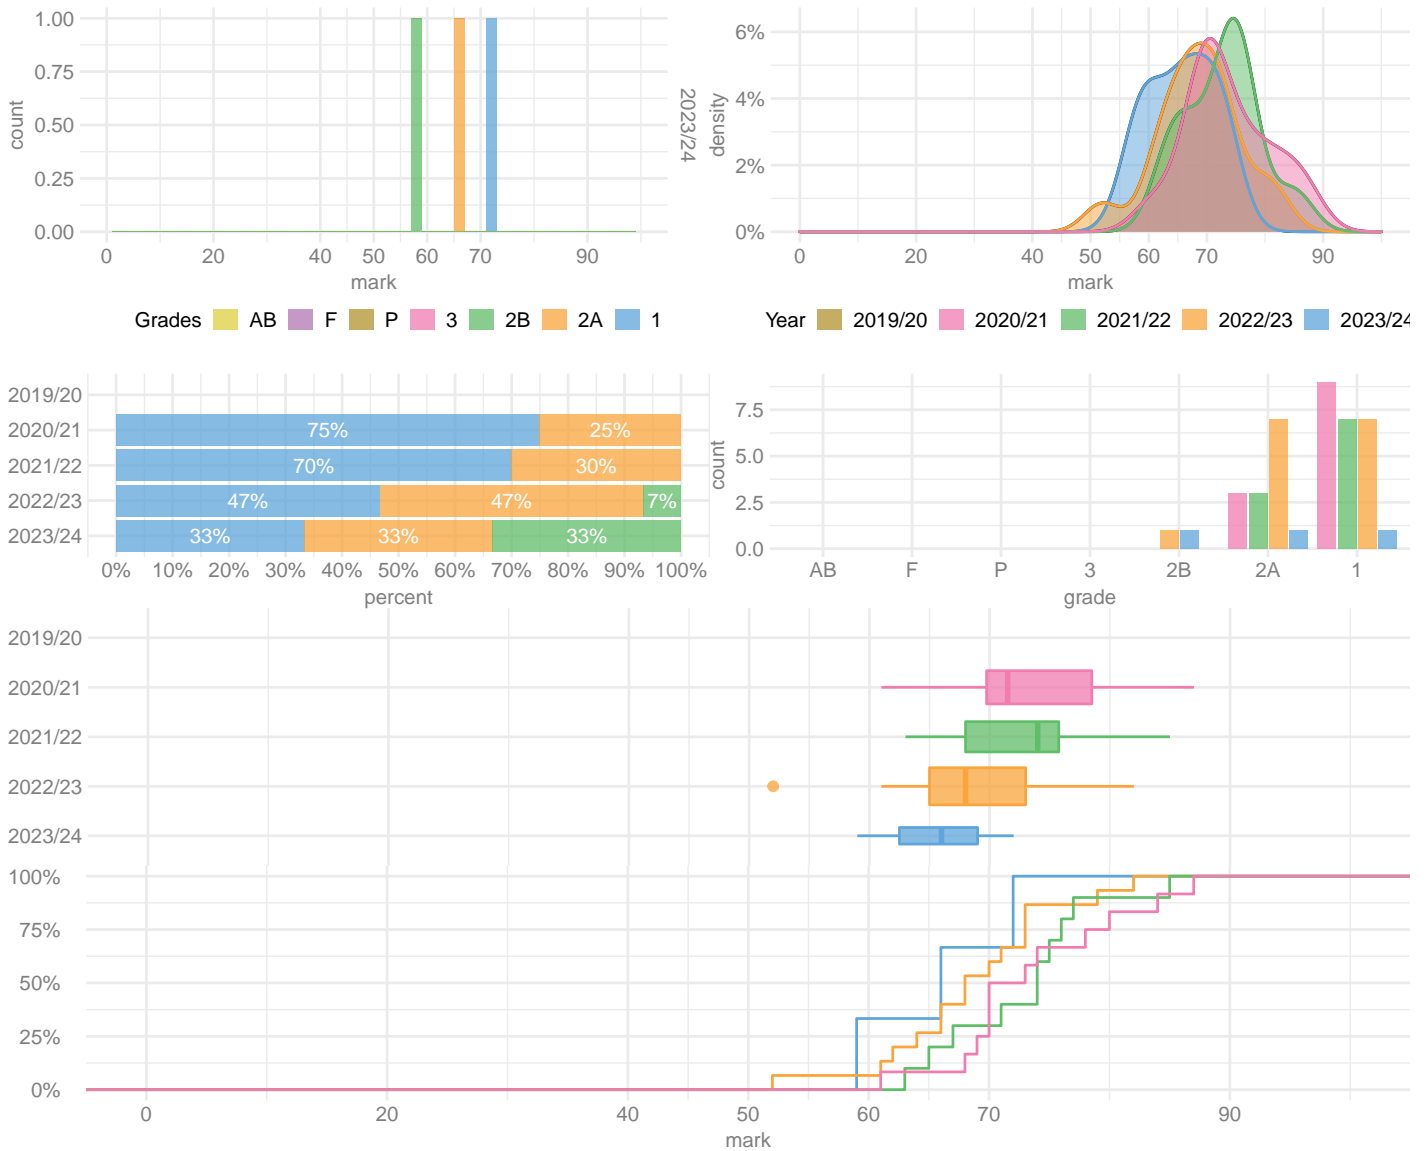 1.00
0.75
0.50
0.25
0.00
count
0 20 40 50 60 70 90
mark
2023/24
6%
4%
2%
0%
density
0 20 40 50 60 70 90
mark
Grades AB F P 3 2B 2A 1
Year 2019/20 2020/21 2021/22 2022/23 2023/24
2019/20
2020/21 75% 25%
2021/22 70% 30%
2022/23 47% 47% 7%
2023/24 33% 33% 33%
0% 10% 20% 30% 40% 50% 60% 70% 80% 90% 100%
percent
7.5
5.0
2.5
0.0
count
AB F P 3 2B 2A 1
grade
2019/20
2020/21
2021/22
2022/23
2023/24
100%
75%
50%
25%
0%
0 20 40 50 60 70 90
mark